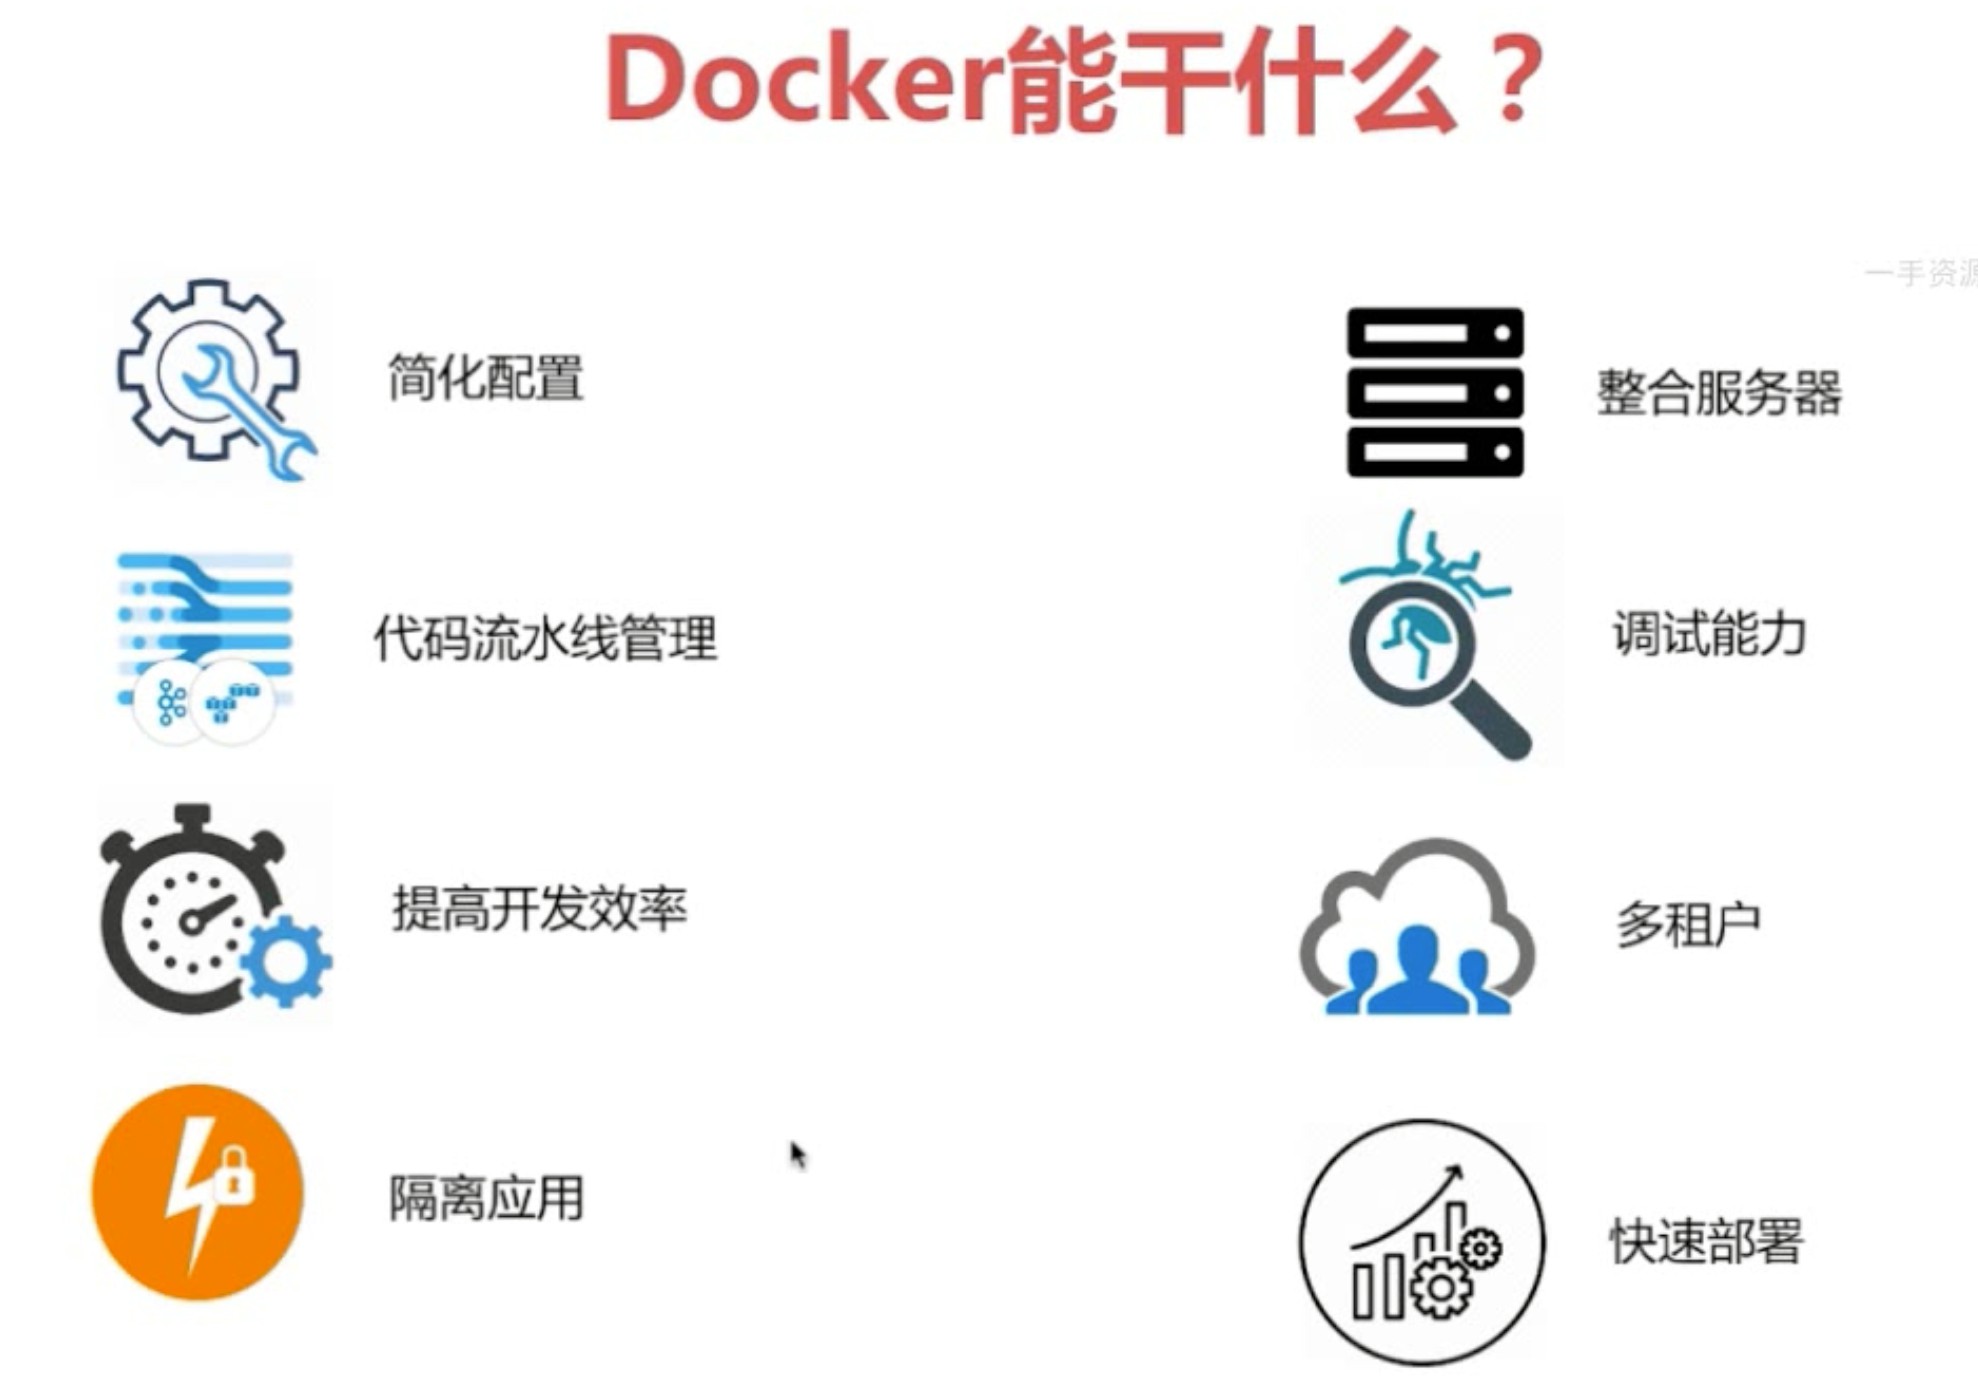 Docker能干什么？
一手资源
简化配置
整合服务器
代码流水线管理
调试能力
提高开发效率
多租户
隔离应用
快速部署